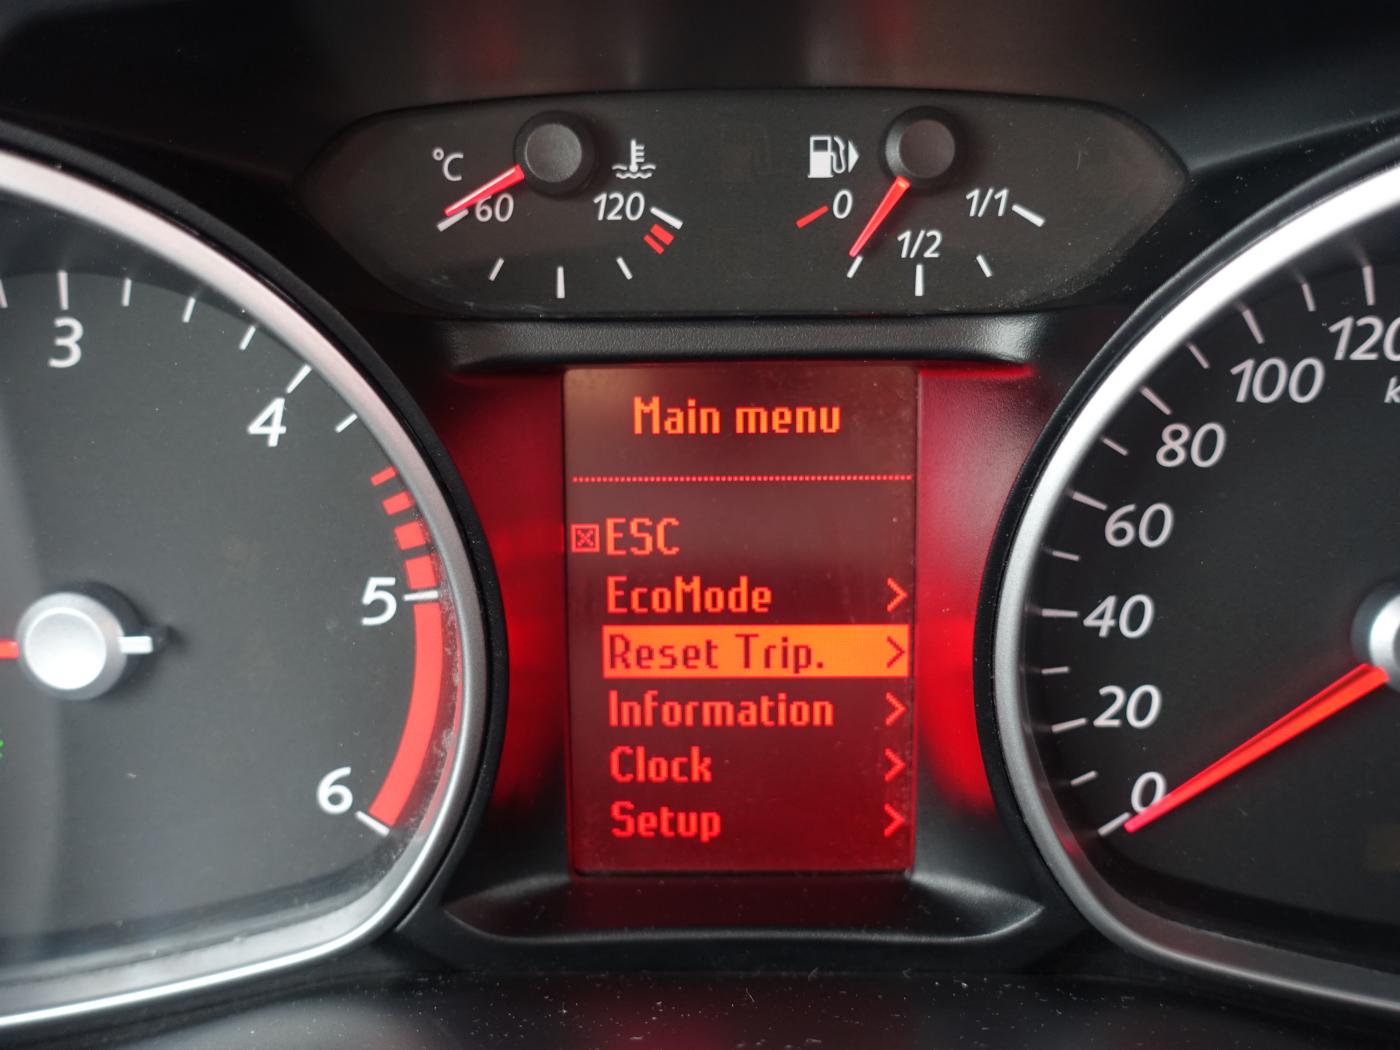 °C
60 120
0 1/2 1/1
3
4
5
6
Main menu
ESC
EcoMode >
Reset Trip. >
Information >
Clock >
Setup >
120
100
80
60
40
20
0